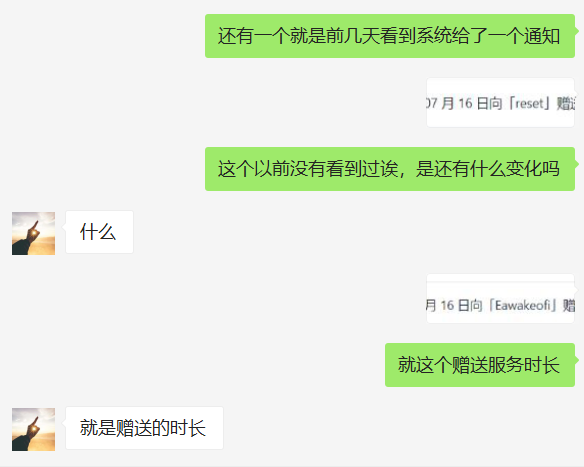 还有一个就是前几天看到系统给了一个通知
07 月 16 日向「reset」赠送
这个以前没有看到过诶，是还有什么变化吗
什么
月 16 日向「Eawakeofi」赠
就这个赠送服务时长
就是赠送的时长